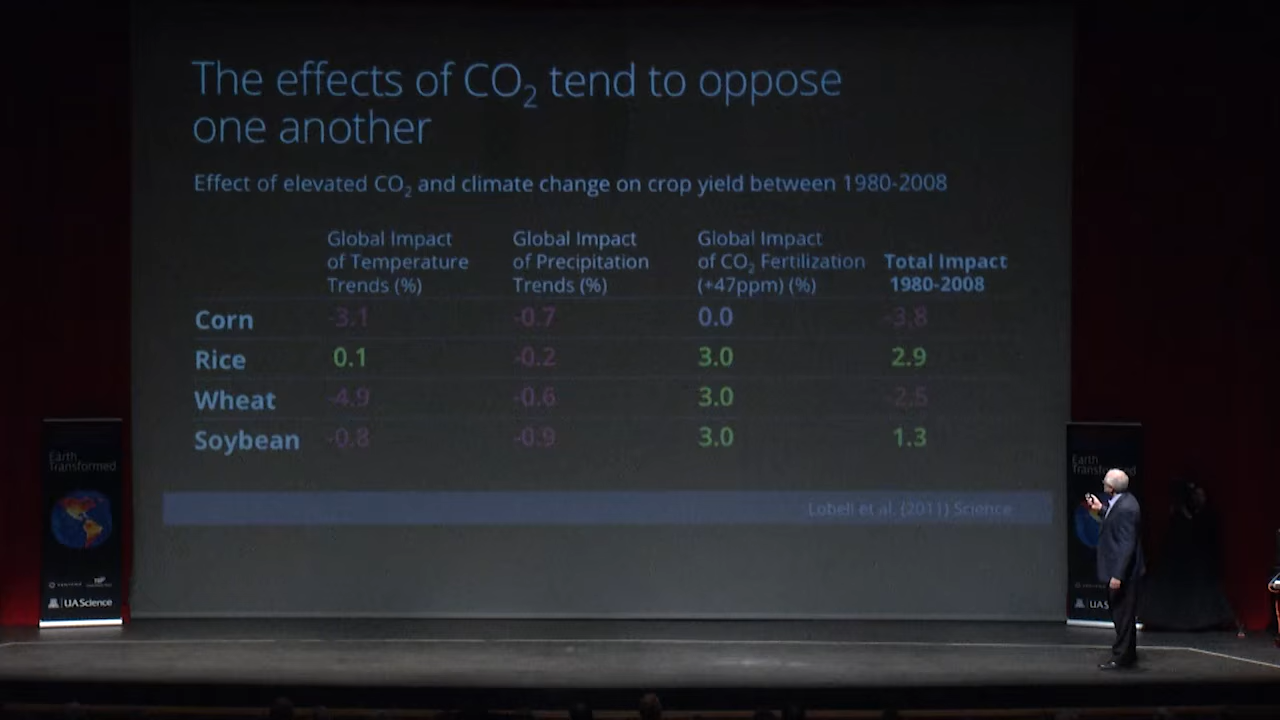 The effects of CO₂ tend to oppose
one another
Effect of elevated CO₂ and climate change on crop yield between 1980-2008
Global Impact of Temperature Trends (%)
Global Impact of Precipitation Trends (%)
Global Impact of CO₂ Fertilization (+47ppm) (%)
Total Impact 1980-2008
Corn -3.1 -0.7 0.0 -3.8
Rice 0.1 -0.2 3.0 2.9
Wheat -4.9 -0.6 3.0 -2.5
Soybean -0.8 -0.9 3.0 1.3
Lobell et al. (2011) Science
Earth
Transformed
UA Science
Earth
Transformed
UAS